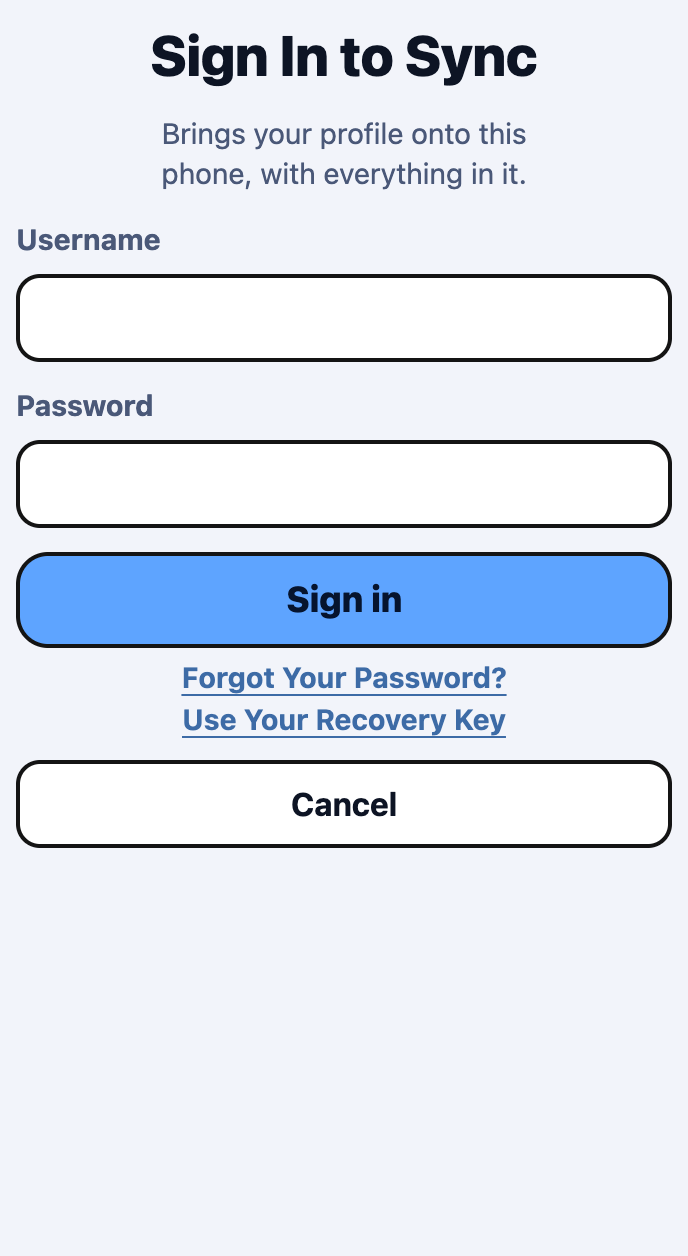 Sign In to Sync
Brings your profile onto this
phone, with everything in it.
Username
Password
Sign in
Forgot Your Password?
Use Your Recovery Key
Cancel